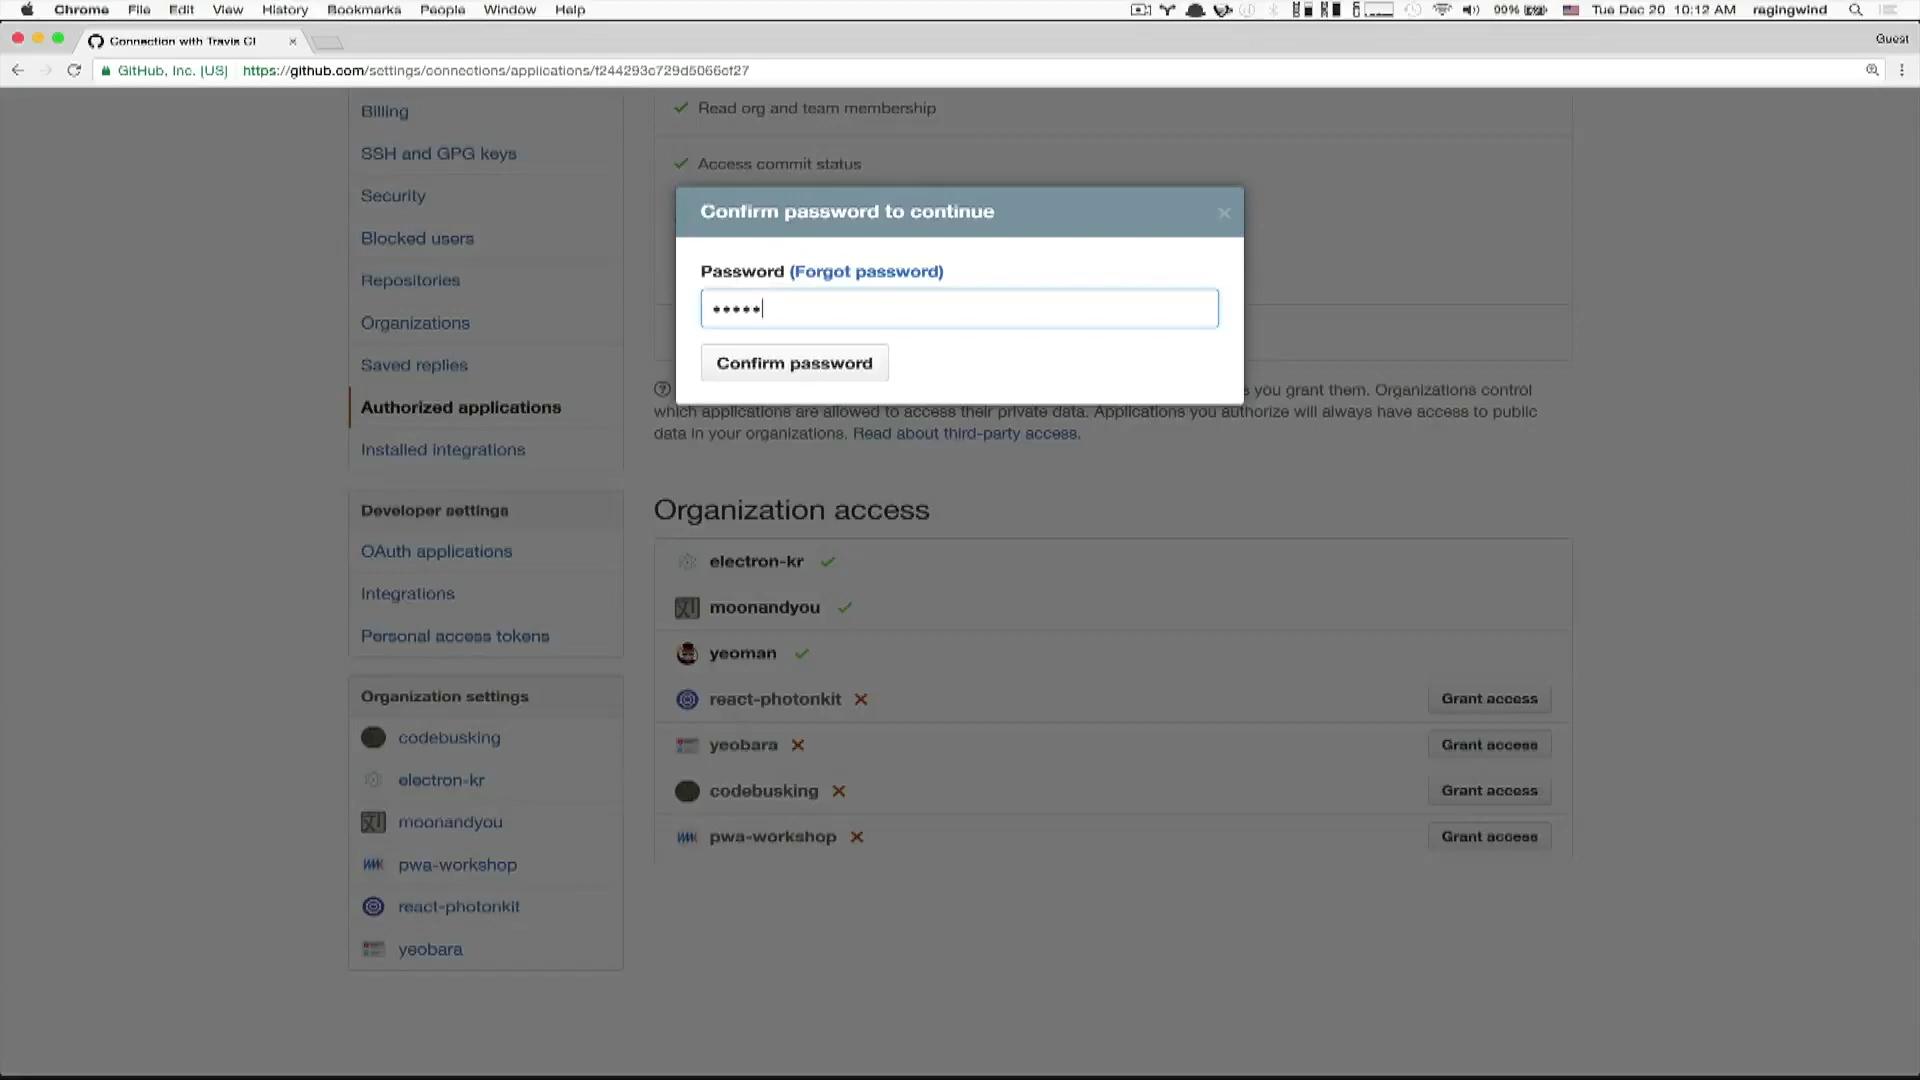 Chrome File Edit View History Bookmarks People Window Help
99% Tue Dec 20 10:12 AM ragingwind
Connection with Travis CI
Guest
GitHub, Inc. [US] https://github.com/settings/connections/applications/f244293c729d5066cf27
Billing
SSH and GPG keys
Security
Blocked users
Repositories
Organizations
Saved replies
Authorized applications
Installed integrations
Developer settings
OAuth applications
Integrations
Personal access tokens
Organization settings
codebusking
electron-kr
moonandyou
pwa-workshop
react-photonkit
yeobara
Read org and team membership
Access commit status
Confirm password to continue
Password (Forgot password)
•••••
Confirm password
s you grant them. Organizations control
which applications are allowed to access their private data. Applications you authorize will always have access to public
data in your organizations. Read about third-party access.
Organization access
electron-kr
moonandyou
yeoman
react-photonkit Grant access
yeobara Grant access
codebusking Grant access
pwa-workshop Grant access